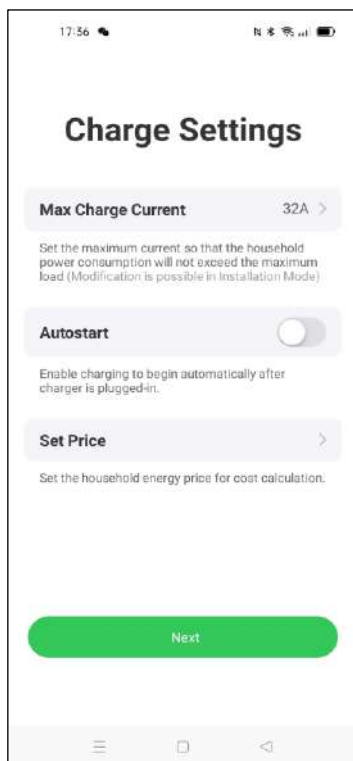 17:36
Charge Settings
Max Charge Current 32A >
Set the maximum current so that the household
power consumption will not exceed the maximum
load (Modification is possible in Installation Mode)
Autostart
Enable charging to begin automatically after
charger is plugged-in.
Set Price >
Set the household energy price for cost calculation.
Next